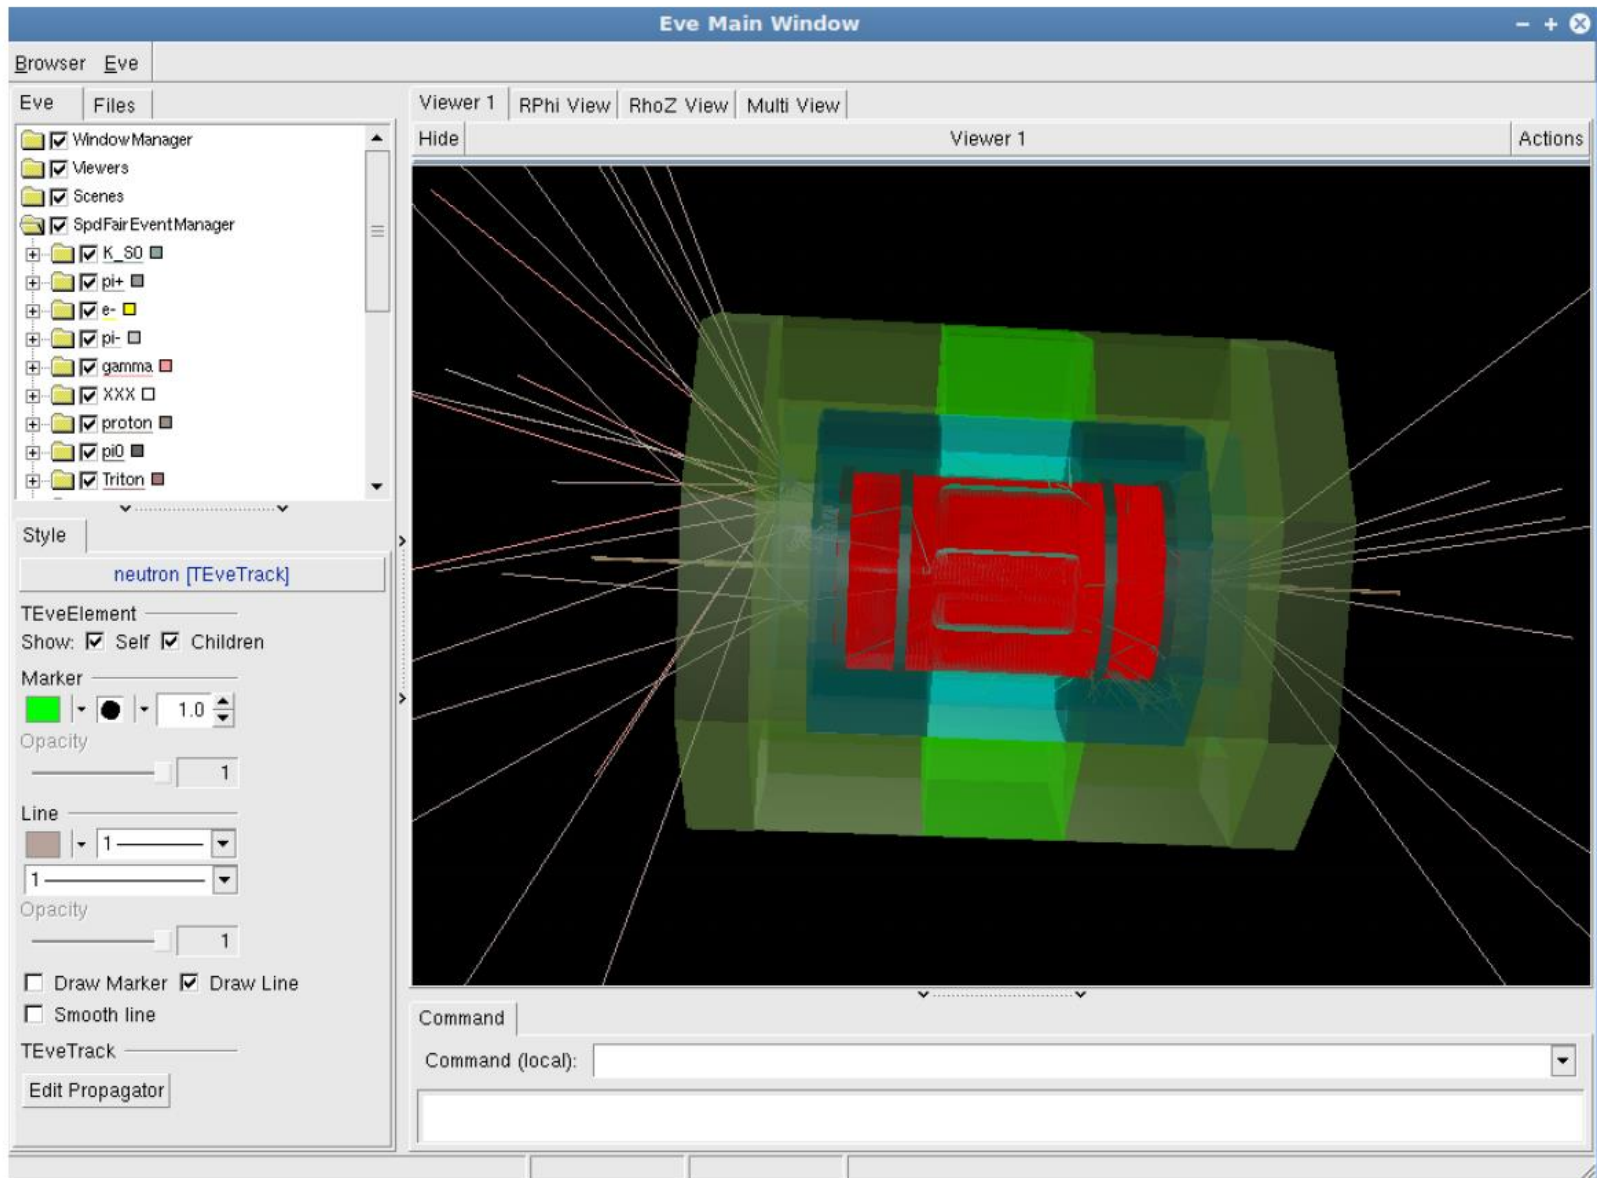 Eve Main Window
Browser Eve
Eve Files
WindowManager
Viewers
Scenes
SpdFairEventManager
K_S0
pi+
e-
pi-
gamma
XXX
proton
pi0
Triton
Style
neutron [TEveTrack]
TEveElement
Show: Self Children
Marker
1.0
Opacity
1
Line
1
1
Opacity
1
Draw Marker Draw Line
Smooth line
TEveTrack
Edit Propagator
Viewer 1 RPhi View RhoZ View Multi View
Hide Viewer 1 Actions
Command
Command (local):